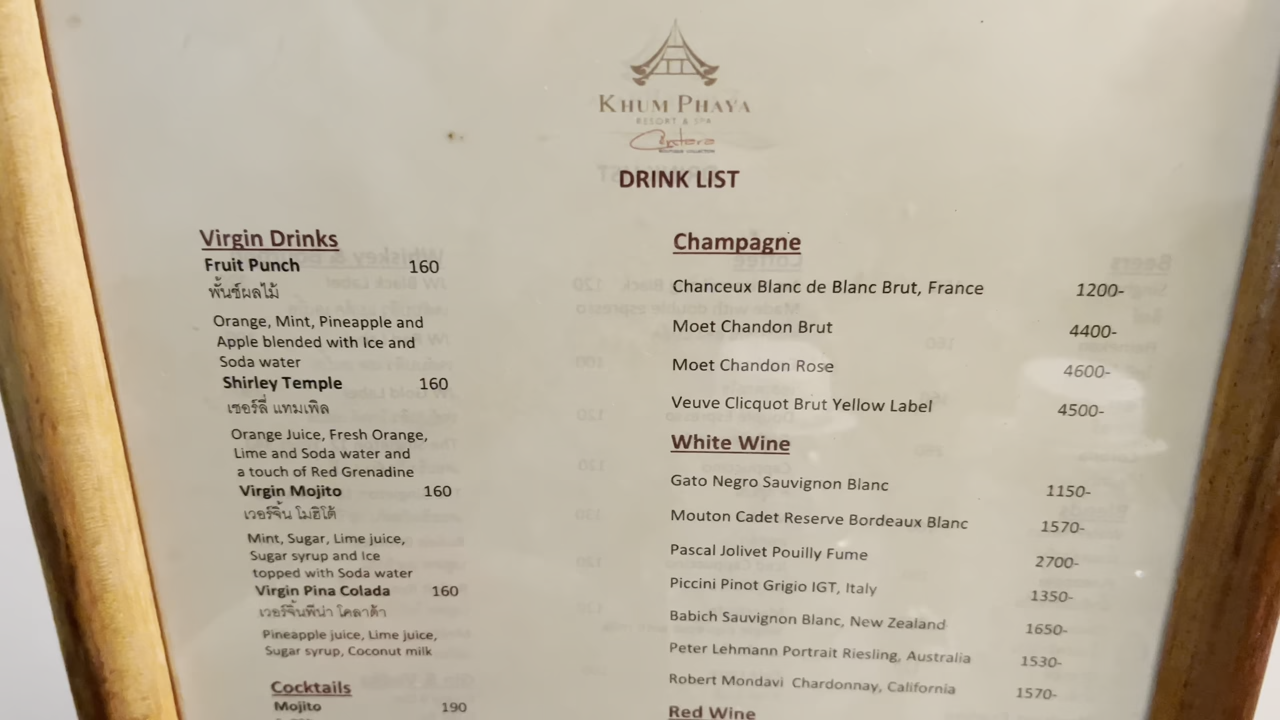 KHUM PHAYA
RESORT & SPA
Centara
BOUTIQUE COLLECTION
DRINK LIST
Virgin Drinks
Fruit Punch 160
พั้นซ์ผลไม้
Orange, Mint, Pineapple and
Apple blended with Ice and
Soda water
Shirley Temple 160
เชอร์ลี่ แทมเพิล
Orange Juice, Fresh Orange,
Lime and Soda water and
a touch of Red Grenadine
Virgin Mojito 160
เวอร์จิ้น โมฮิโต้
Mint, Sugar, Lime juice,
Sugar syrup and Ice
topped with Soda water
Virgin Pina Colada 160
เวอร์จิ้นพีน่า โคลาด้า
Pineapple juice, Lime juice,
Sugar syrup, Coconut milk
Cocktails
Mojito 190
Champagne
Chanceux Blanc de Blanc Brut, France 1200-
Moet Chandon Brut 4400-
Moet Chandon Rose 4600-
Veuve Clicquot Brut Yellow Label 4500-
White Wine
Gato Negro Sauvignon Blanc 1150-
Mouton Cadet Reserve Bordeaux Blanc 1570-
Pascal Jolivet Pouilly Fume 2700-
Piccini Pinot Grigio IGT, Italy 1350-
Babich Sauvignon Blanc, New Zealand 1650-
Peter Lehmann Portrait Riesling, Australia 1530-
Robert Mondavi Chardonnay, California 1570-
Red Wine